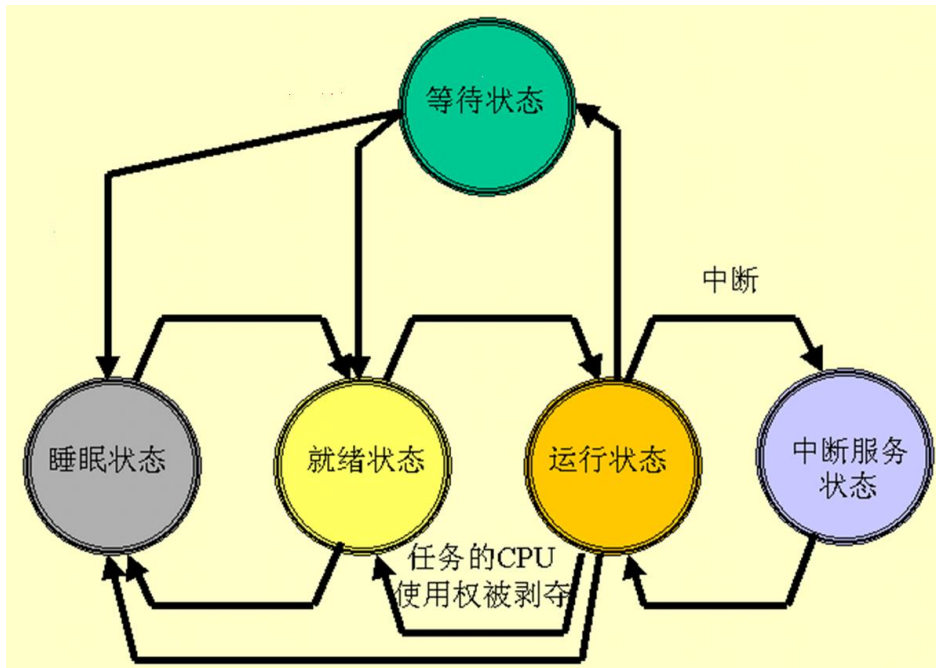 等待状态
中断
睡眠状态
就绪状态
运行状态
中断服务
状态
任务的CPU
使用权被剥夺